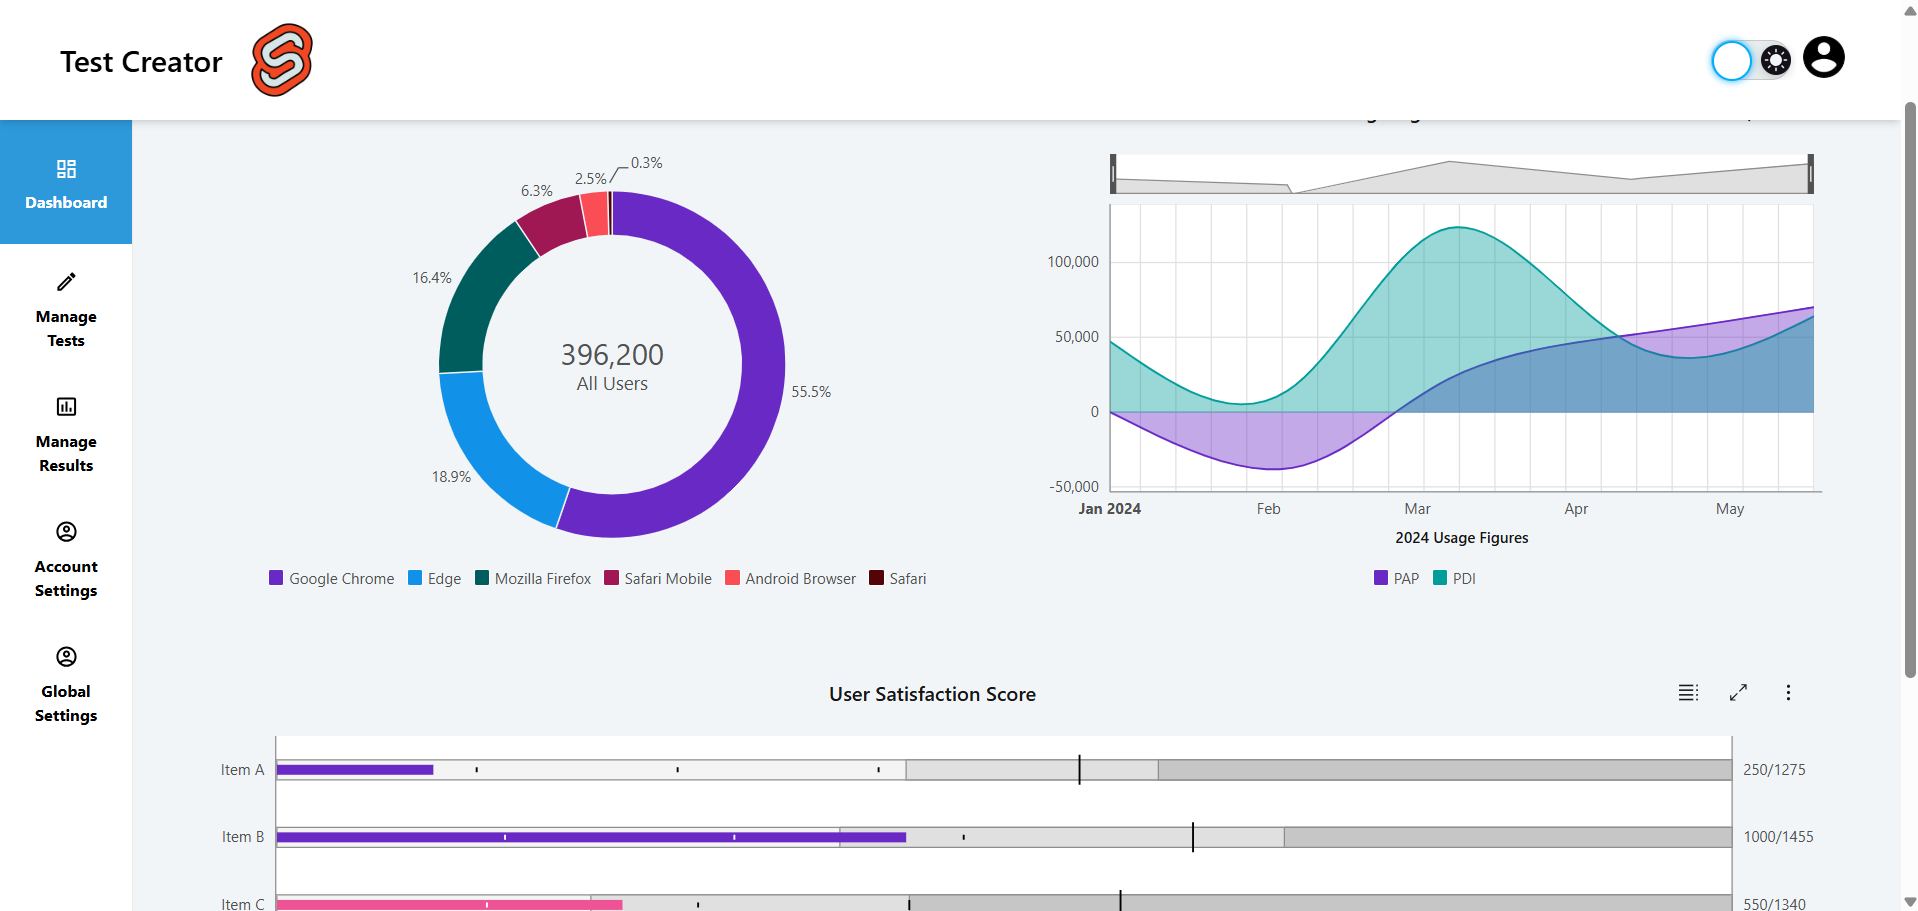 Test Creator
Dashboard
Manage
Tests
Manage
Results
Account
Settings
Global
Settings
0.3%
2.5%
6.3%
16.4%
18.9%
55.5%
396,200
All Users
Google Chrome Edge Mozilla Firefox Safari Mobile Android Browser Safari
100,000
50,000
0
-50,000
Jan 2024 Feb Mar Apr May
2024 Usage Figures
PAP PDI
User Satisfaction Score
Item A 250/1275
Item B 1000/1455
Item C 550/1340